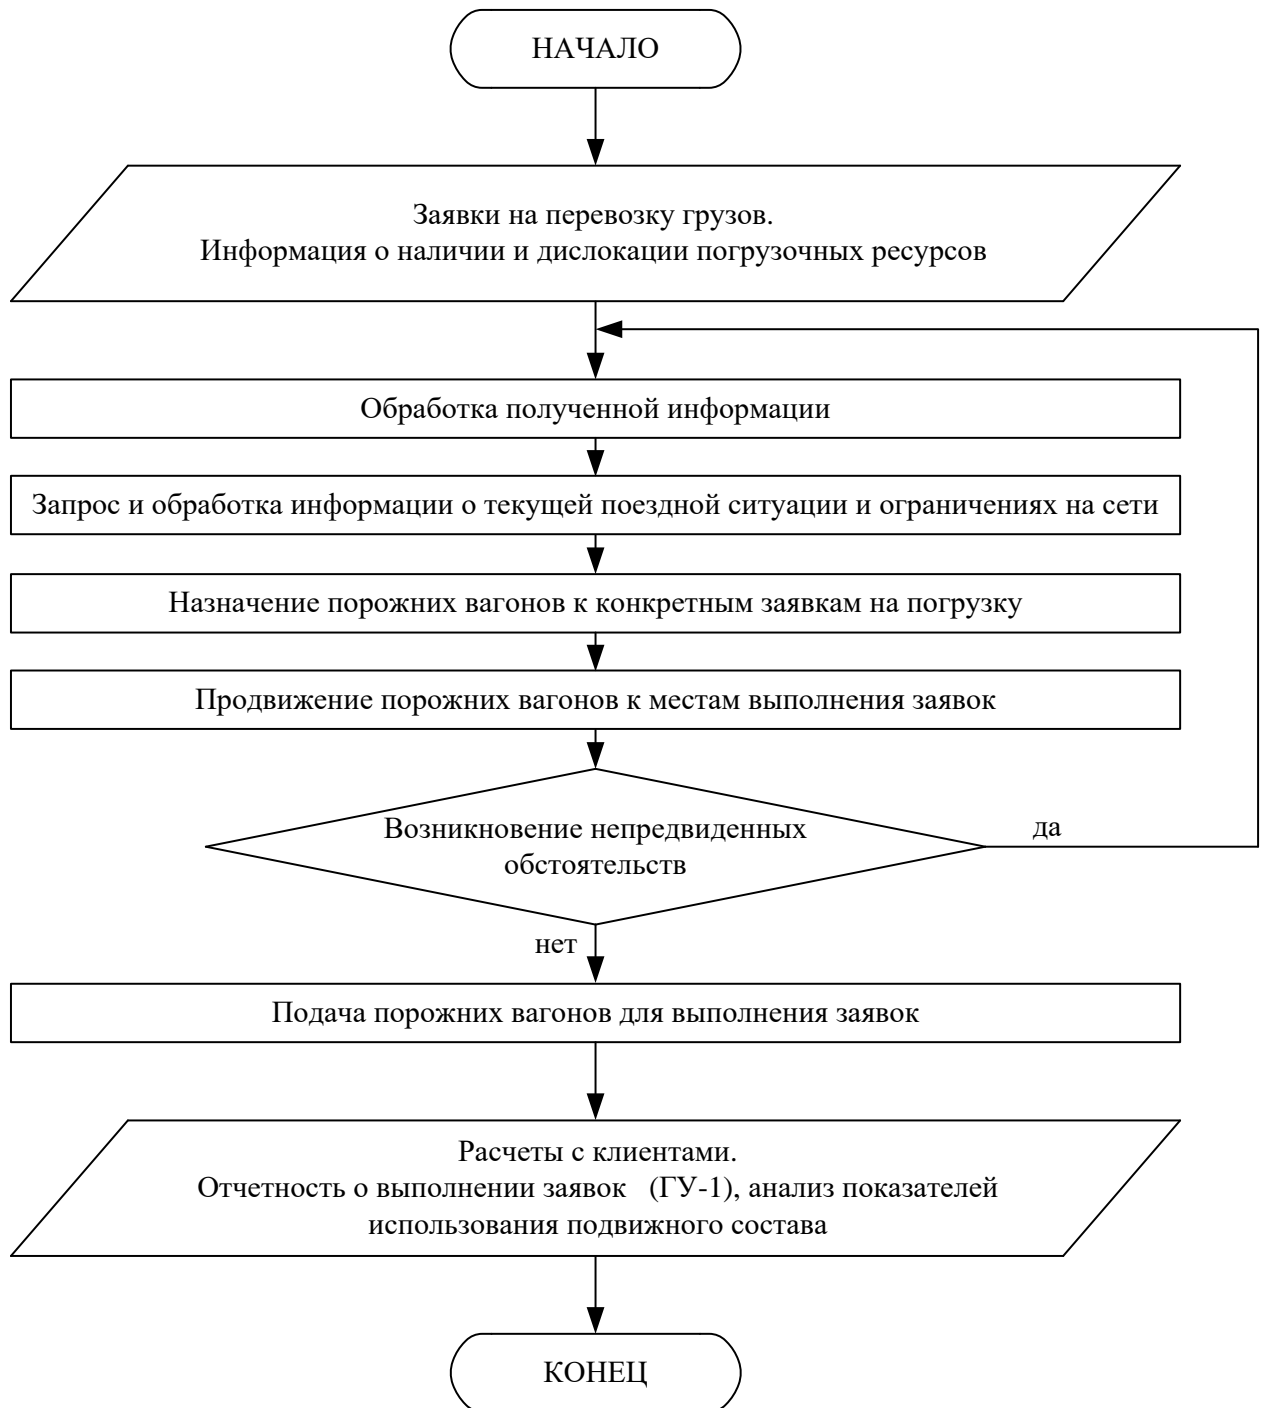 НАЧАЛО
Заявки на перевозку грузов.
Информация о наличии и дислокации погрузочных ресурсов
Обработка полученной информации
Запрос и обработка информации о текущей поездной ситуации и ограничениях на сети
Назначение порожних вагонов к конкретным заявкам на погрузку
Продвижение порожних вагонов к местам выполнения заявок
Возникновение непредвиденных
обстоятельств
да
нет
Подача порожних вагонов для выполнения заявок
Расчеты с клиентами.
Отчетность о выполнении заявок (ГУ-1), анализ показателей
использования подвижного состава
КОНЕЦ